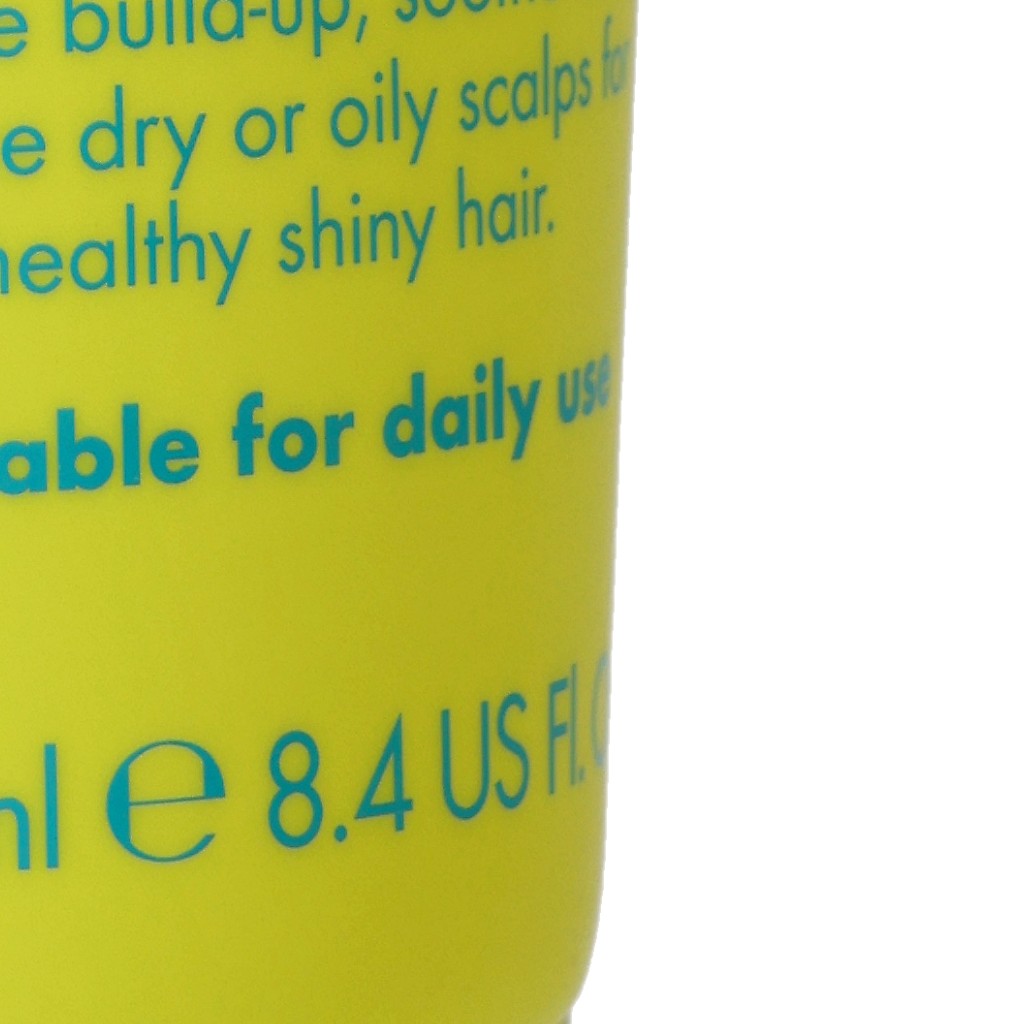 e build-up,
e dry or oily scalps for
healthy shiny hair.
able for daily use
ml ℮ 8.4 US Fl.